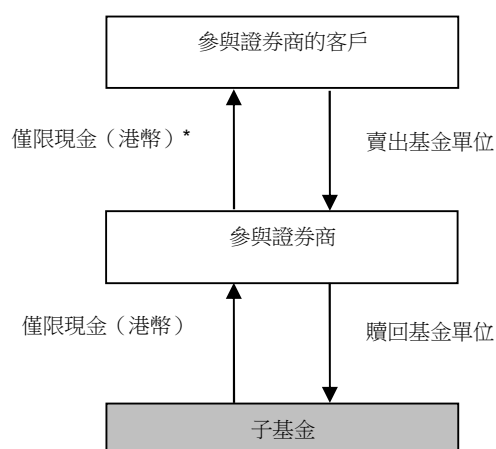 參與證券商的客戶
僅限現金（港幣）*
賣出基金單位
參與證券商
僅限現金（港幣）
贖回基金單位
子基金